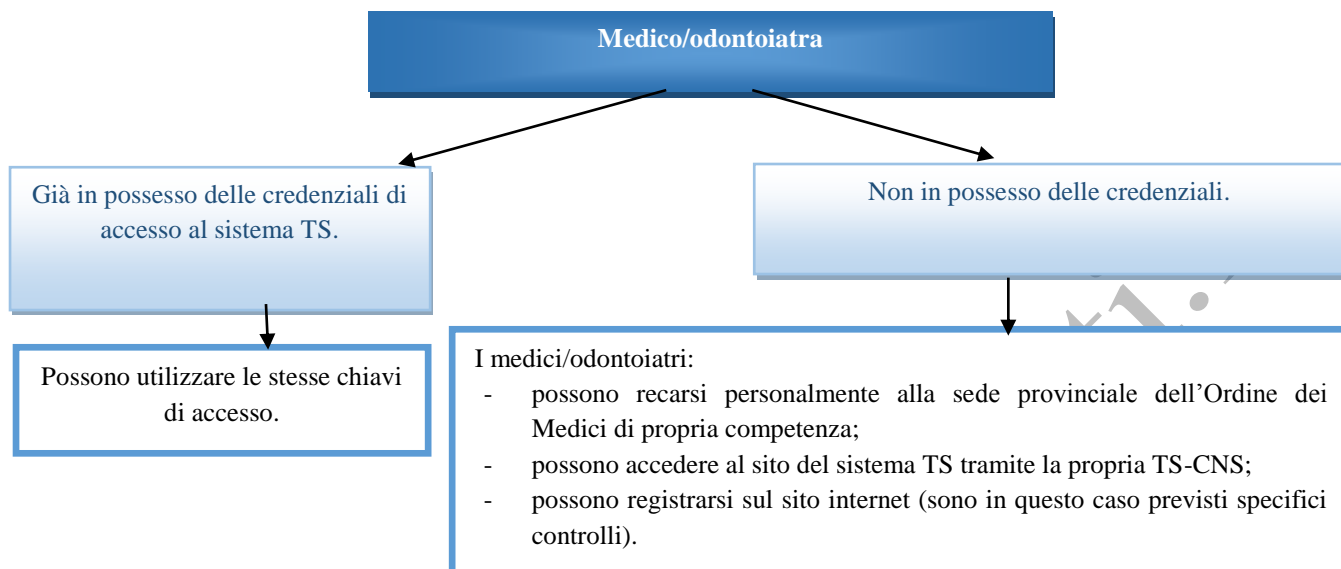 Medico/odontoiatra
Già in possesso delle credenziali di
accesso al sistema TS.
Non in possesso delle credenziali.
Possono utilizzare le stesse chiavi
di accesso.
I medici/odontoiatri:
- possono recarsi personalmente alla sede provinciale dell’Ordine dei
Medici di propria competenza;
- possono accedere al sito del sistema TS tramite la propria TS-CNS;
- possono registrarsi sul sito internet (sono in questo caso previsti specifici
controlli).